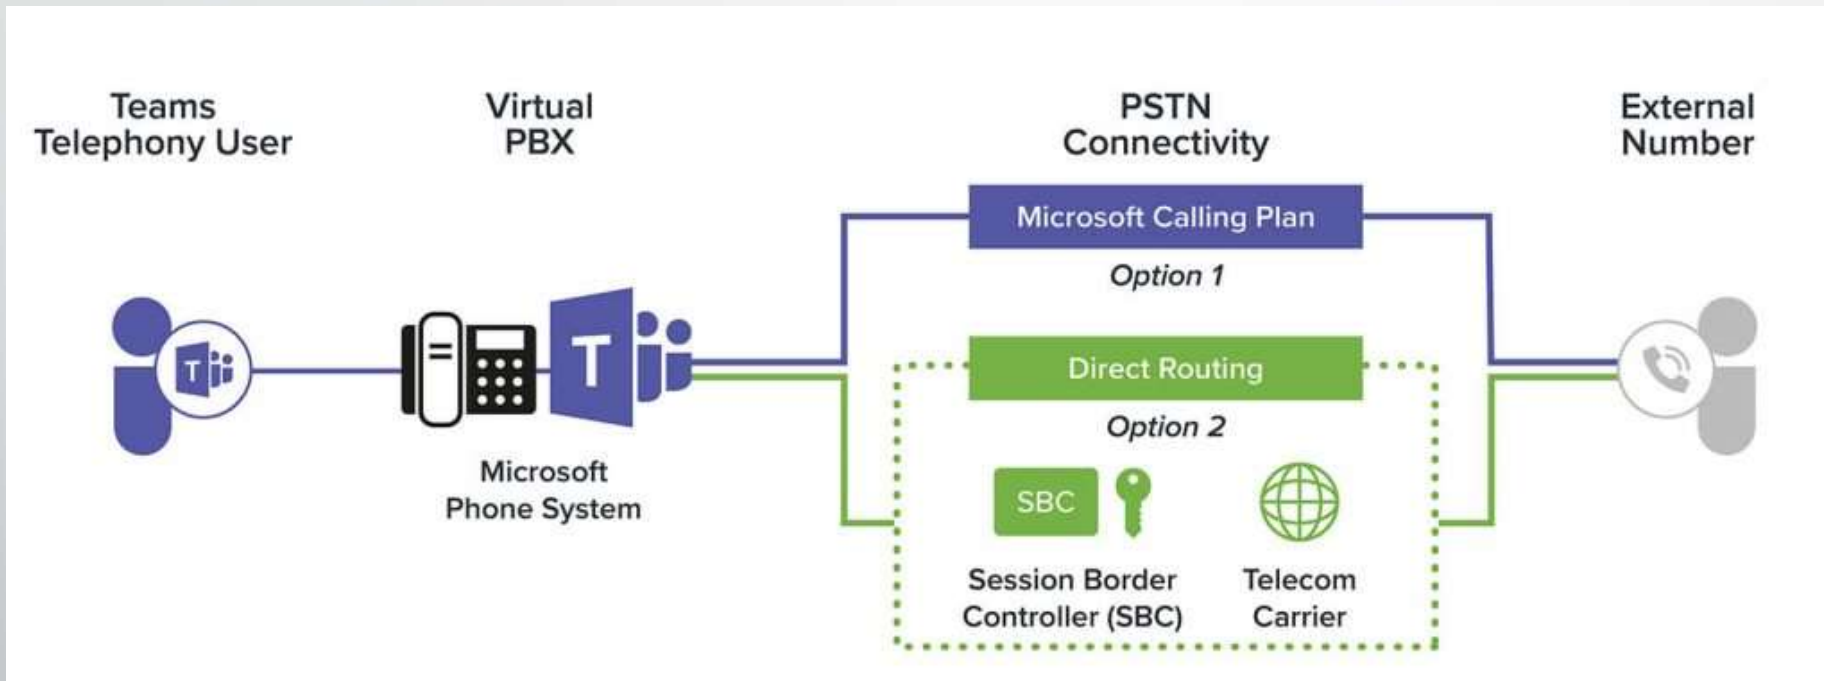 Teams
Telephony User
Virtual
PBX
PSTN
Connectivity
External
Number
Microsoft Calling Plan
Option 1
T
T
Direct Routing
Option 2
Microsoft
Phone System
SBC
Session Border
Controller (SBC)
Telecom
Carrier